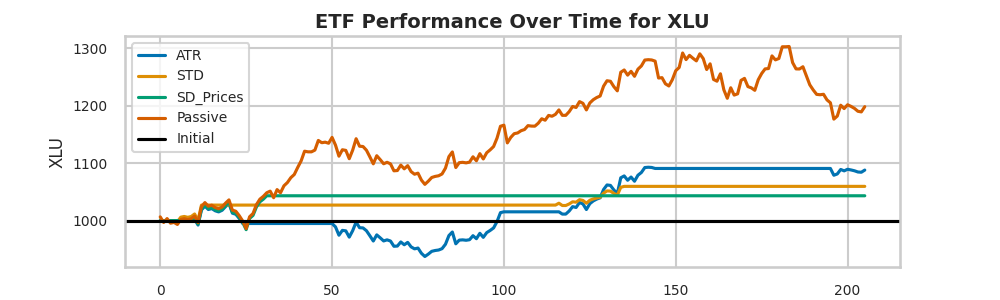 ETF Performance Over Time for XLU
XLU
1300
1200
1100
1000
ATR
STD
SD_Prices
Passive
Initial
0
50
100
150
200